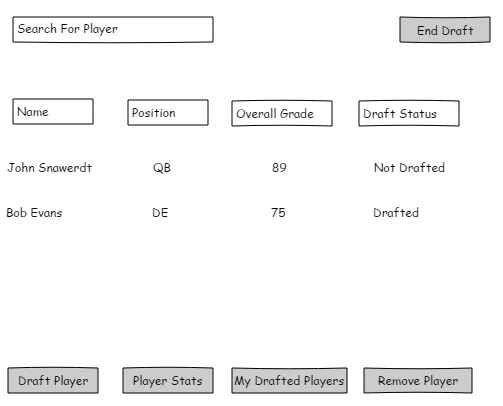 Search For Player
End Draft
Name Position Overall Grade Draft Status
John Snawerdt QB 89 Not Drafted
Bob Evans DE 75 Drafted
Draft Player Player Stats My Drafted Players Remove Player